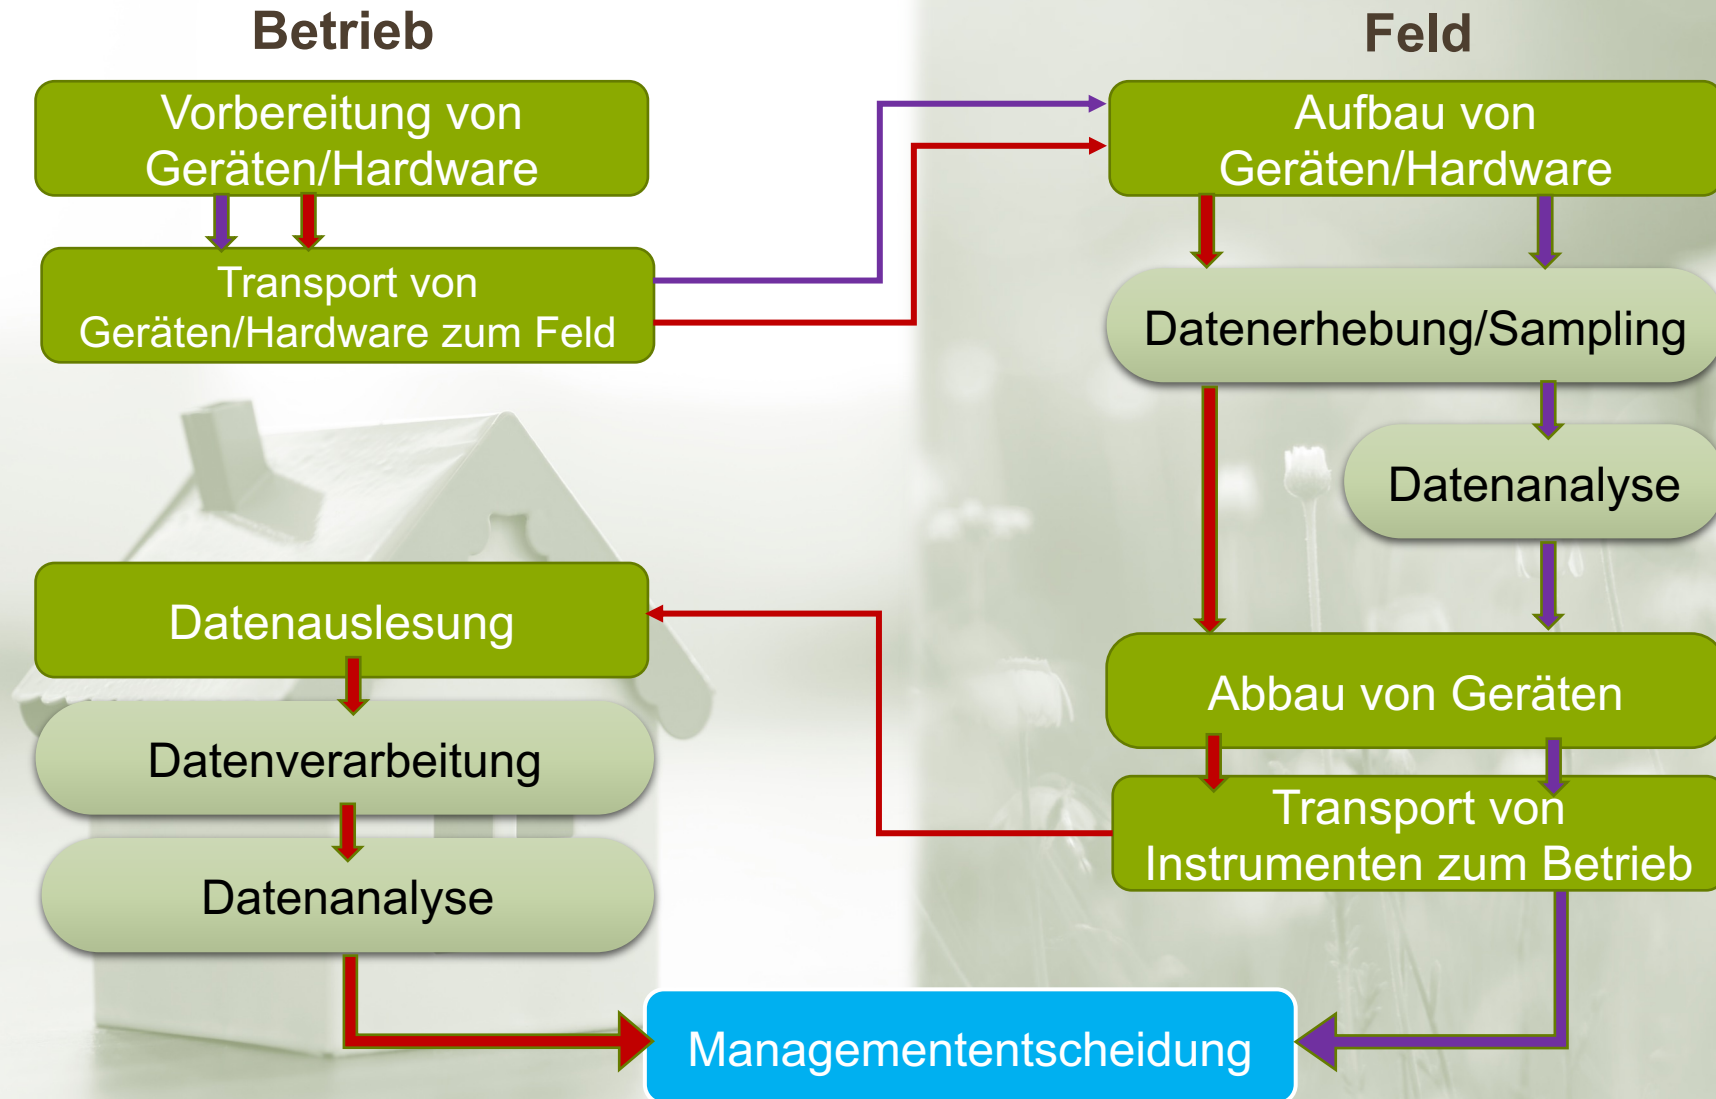 Betrieb
Vorbereitung von
Geräten/Hardware
Transport von
Geräten/Hardware zum Feld
Datenauslesung
Datenverarbeitung
Datenanalyse
Feld
Aufbau von
Geräten/Hardware
Datenerhebung/Sampling
Datenanalyse
Abbau von Geräten
Transport von
Instrumenten zum Betrieb
Managemententscheidung